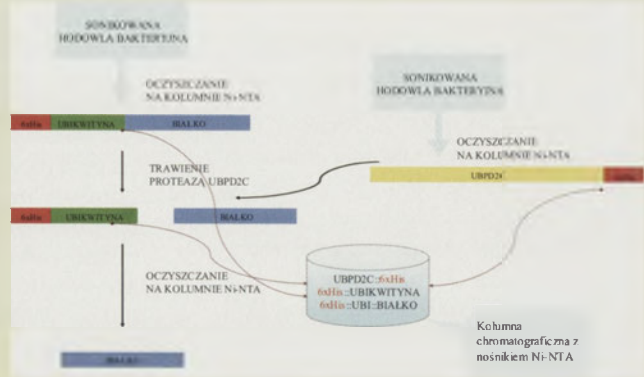 SONIKOWANA
HODOWLA BAKTERYJNA
OCZYSZCZANIE
NA KOLUMNIE Ni-NTA
6xHis UBIKWITYNA BIAŁKO
SONIKOWANA
HODOWLA BAKTERYJNA
OCZYSZCZANIE
NA KOLUMNIE Ni-NTA
UBPD2C
TRAWIENIE
PROTEAZĄ UBPD2C
6xHis UBIKWITYNA BIAŁKO
OCZYSZCZANIE
NA KOLUMNIE Ni-NTA
UBPD2C::6xHis
6xHis::UBIKWITYNA
6xHis::UBI::BIAŁKO
Kolumna
chromatograficzna z
nośnikiem Ni-NTA
BIAŁKO